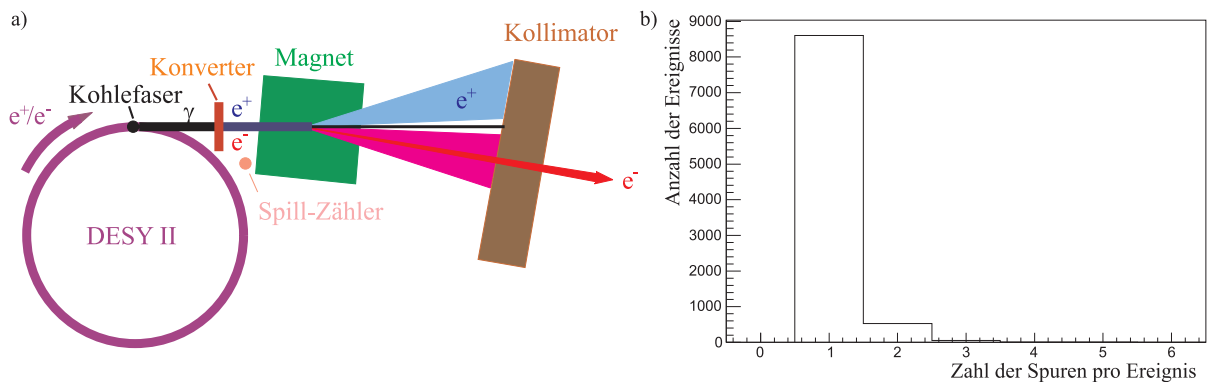 a)
Konverter
Magnet
Kollimator
Kohlefaser
e+/e-
γ
e+
e-
e+
e-
Spill-Zähler
DESY II
b)
Anzahl der Ereignisse
9000
8000
7000
6000
5000
4000
3000
2000
1000
0
0 1 2 3 4 5 6
Zahl der Spuren pro Ereignis